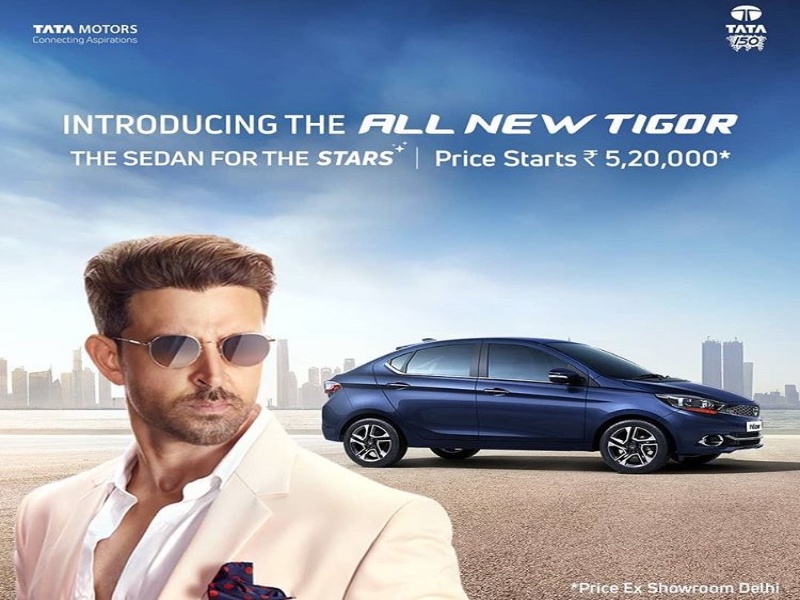 TATA MOTORS
Connecting Aspirations
TATA
150
INTRODUCING THE ALL NEW TIGOR
THE SEDAN FOR THE STARS | Price Starts ₹ 5,20,000*
*Price Ex Showroom Delhi